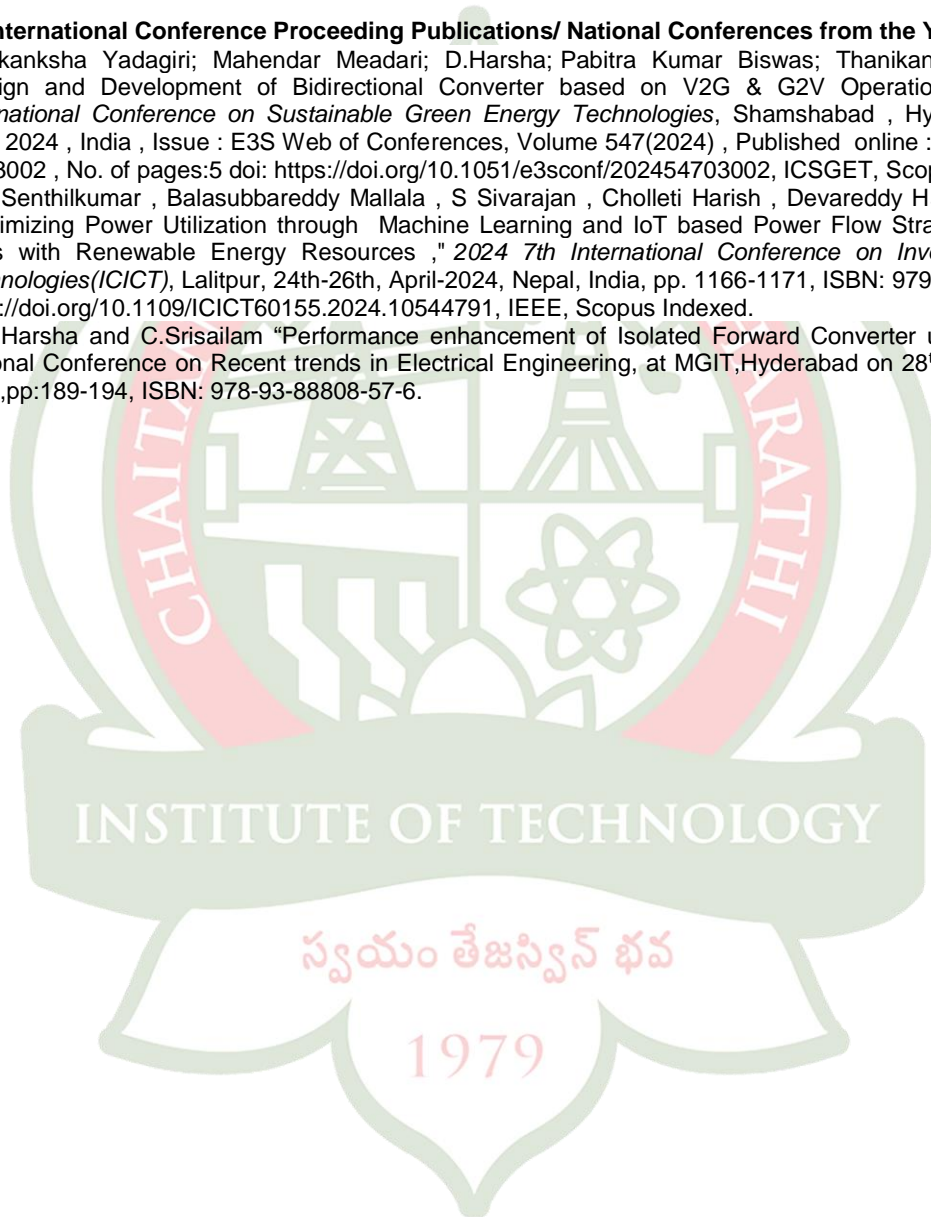 nternational Conference Proceeding Publications/ National Conferences from the Y
kanksha Yadagiri; Mahendar Meadari; D.Harsha; Pabitra Kumar Biswas; Thanikan
ign and Development of Bidirectional Converter based on V2G & G2V Operatio
national Conference on Sustainable Green Energy Technologies, Shamshabad , Hy
2024 , India , Issue : E3S Web of Conferences, Volume 547(2024) , Published online :
3002 , No. of pages:5 doi: https://doi.org/10.1051/e3sconf/202454703002, ICSGET, Scop
Senthilkumar , Balasubbareddy Mallala , S Sivarajan , Cholleti Harish , Devareddy H
timizing Power Utilization through Machine Learning and IoT based Power Flow Stra
s with Renewable Energy Resources ," 2024 7th International Conference on Inve
hnologies(ICICT), Lalitpur, 24th-26th, April-2024, Nepal, India, pp. 1166-1171, ISBN: 979
://doi.org/10.1109/ICICT60155.2024.10544791, IEEE, Scopus Indexed.
Harsha and C.Srisailam “Performance enhancement of Isolated Forward Converter u
onal Conference on Recent trends in Electrical Engineering, at MGIT,Hyderabad on 28th
,pp:189-194, ISBN: 978-93-88808-57-6.
CHAITAN
ARATHI
INSTITUTE OF TECHNOLOGY
స్వయం తేజస్విన్ భవ
1979